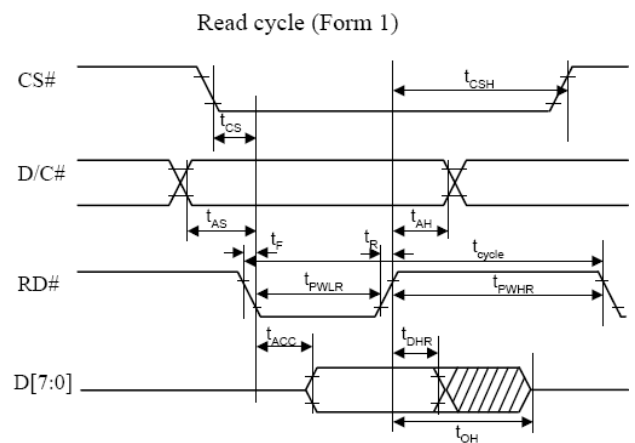 Read cycle (Form 1)
CS#
tCSH
tCS
D/C#
tAS
tAH
tF
tR
tcycle
RD#
tPWLR
tPWHR
tACC
tDHR
D[7:0]
tOH